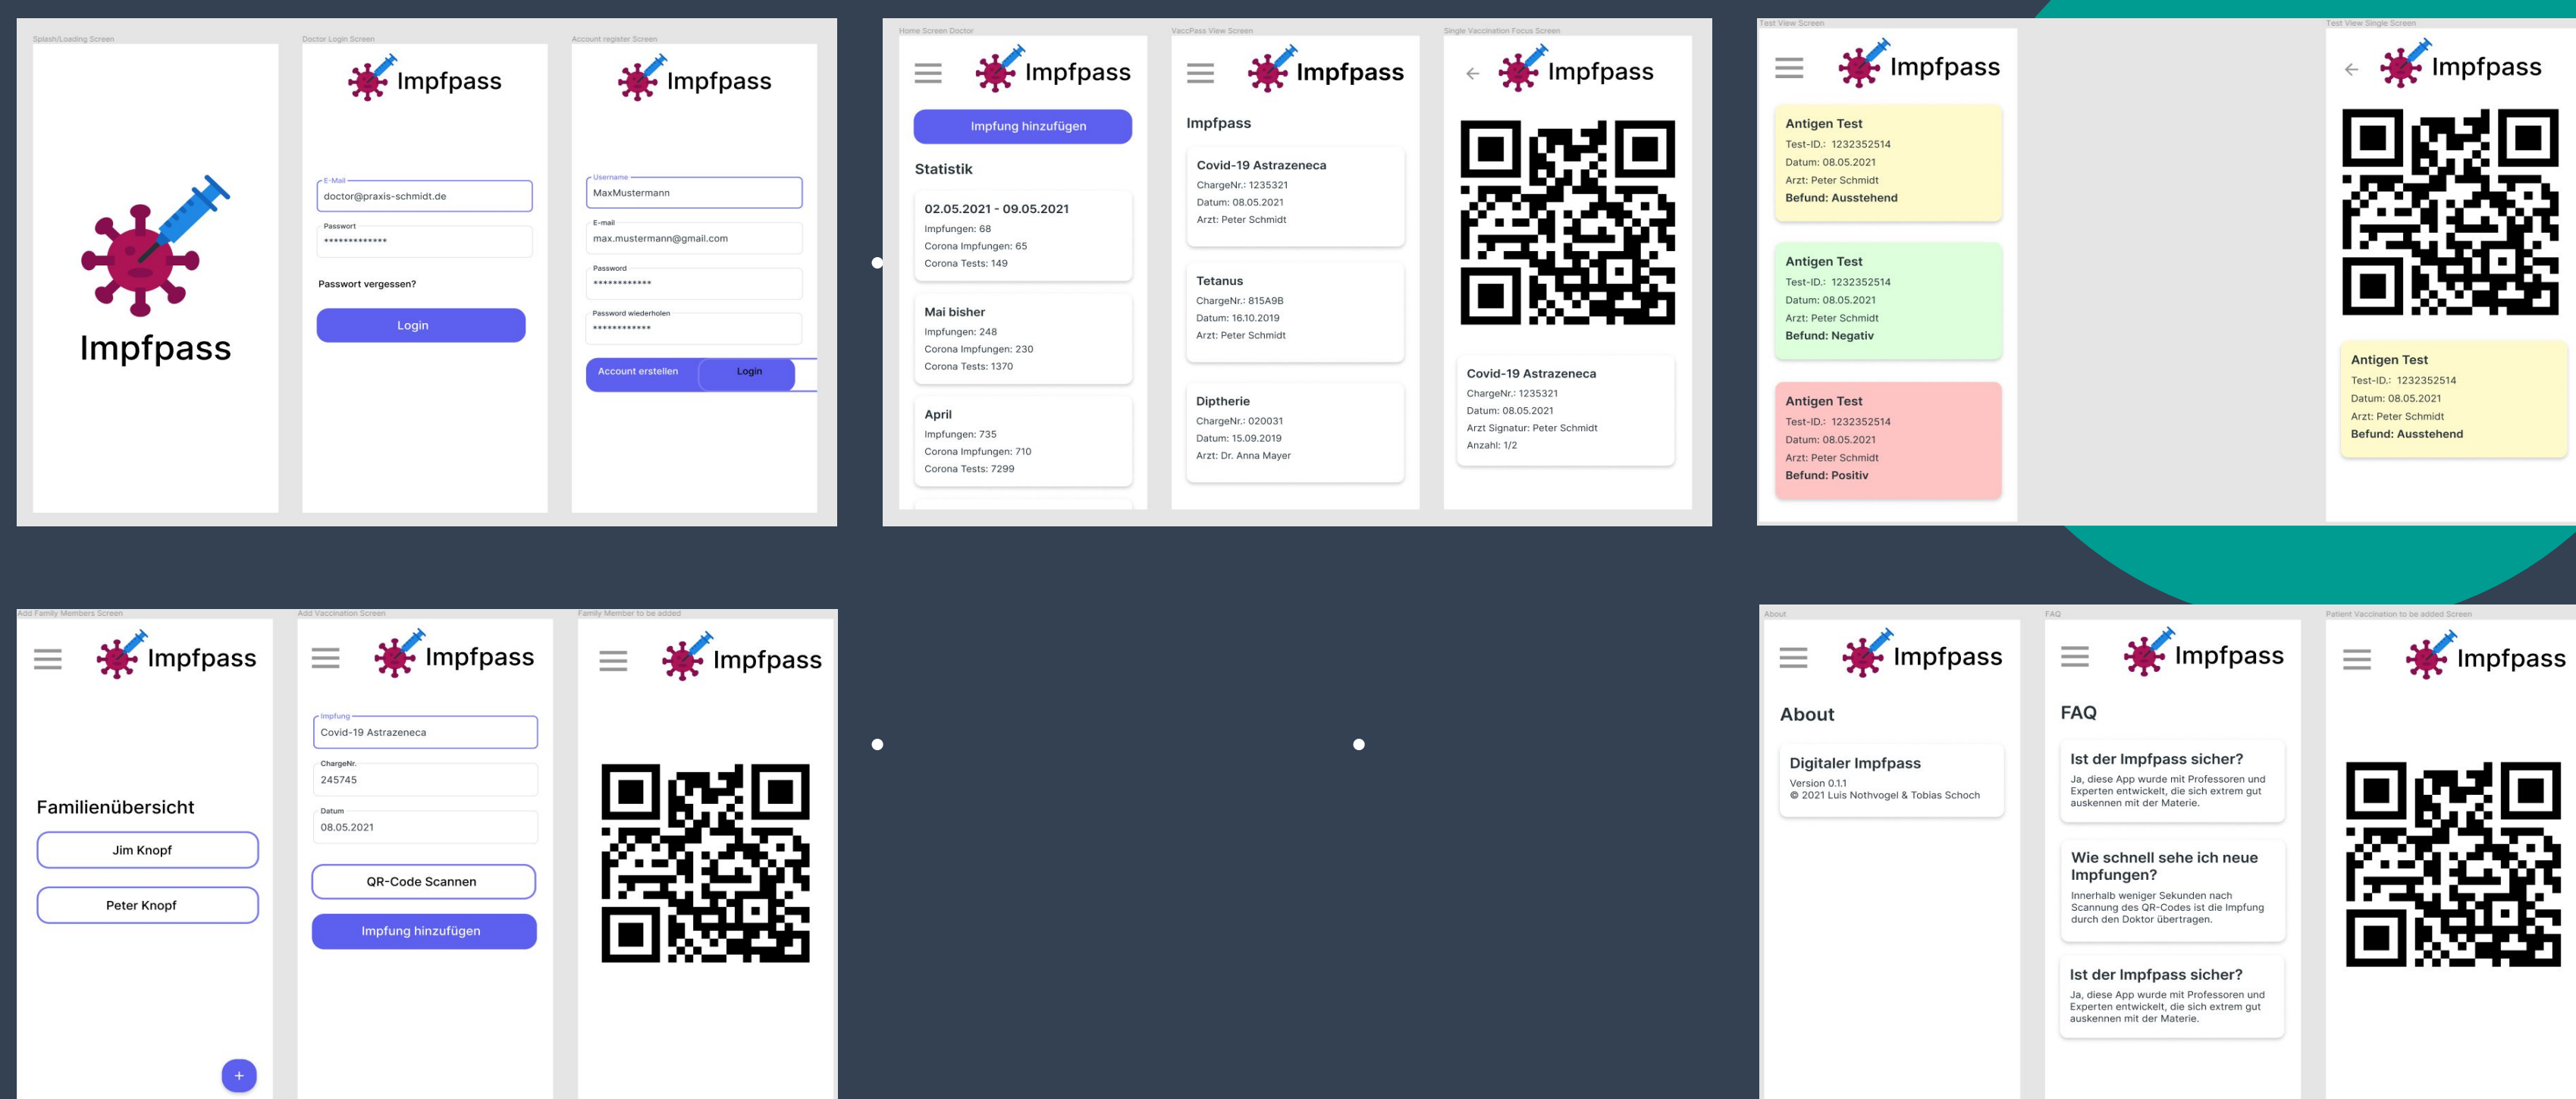 Splash/Loading Screen
Impfpass
Doctor Login Screen
Impfpass
E-Mail
doctor@praxis-schmidt.de
Passwort
*************
Passwort vergessen?
Login
Account register Screen
Impfpass
Username
MaxMustermann
E-mail
max.mustermann@gmail.com
Password
************
Password wiederholen
************
Account erstellen
Login
Home Screen Doctor
Impfpass
Impfung hinzufügen
Statistik
02.05.2021 - 09.05.2021
Impfungen: 68
Corona Impfungen: 65
Corona Tests: 149
Mai bisher
Impfungen: 248
Corona Impfungen: 230
Corona Tests: 1370
April
Impfungen: 735
Corona Impfungen: 710
Corona Tests: 7299
VaccPass View Screen
Impfpass
Impfpass
Covid-19 Astrazeneca
ChargeNr.: 1235321
Datum: 08.05.2021
Arzt: Peter Schmidt
Tetanus
ChargeNr.: 815A9B
Datum: 16.10.2019
Arzt: Peter Schmidt
Diptherie
ChargeNr.: 020031
Datum: 15.09.2019
Arzt: Dr. Anna Mayer
Single Vaccination Focus Screen
Impfpass
Covid-19 Astrazeneca
ChargeNr.: 1235321
Datum: 08.05.2021
Arzt Signatur: Peter Schmidt
Anzahl: 1/2
Test View Screen
Impfpass
Antigen Test
Test-ID.: 1232352514
Datum: 08.05.2021
Arzt: Peter Schmidt
Befund: Ausstehend
Antigen Test
Test-ID.: 1232352514
Datum: 08.05.2021
Arzt: Peter Schmidt
Befund: Negativ
Antigen Test
Test-ID.: 1232352514
Datum: 08.05.2021
Arzt: Peter Schmidt
Befund: Positiv
Test View Single Screen
Impfpass
Antigen Test
Test-ID.: 1232352514
Datum: 08.05.2021
Arzt: Peter Schmidt
Befund: Ausstehend
Add Family Members Screen
Impfpass
Familienübersicht
Jim Knopf
Peter Knopf
+
Add Vaccination Screen
Impfpass
Impfung
Covid-19 Astrazeneca
ChargeNr.
245745
Datum
08.05.2021
QR-Code Scannen
Impfung hinzufügen
Family Member to be added
Impfpass
About
Impfpass
About
Digitaler Impfpass
Version 0.1.1
© 2021 Luis Nothvogel & Tobias Schoch
FAQ
Impfpass
FAQ
Ist der Impfpass sicher?
Ja, diese App wurde mit Professoren und
Experten entwickelt, die sich extrem gut
auskennen mit der Materie.
Wie schnell sehe ich neue
Impfungen?
Innerhalb weniger Sekunden nach
Scannung des QR-Codes ist die Impfung
durch den Doktor übertragen.
Ist der Impfpass sicher?
Ja, diese App wurde mit Professoren und
Experten entwickelt, die sich extrem gut
auskennen mit der Materie.
Patient Vaccination to be added Screen
Impfpass